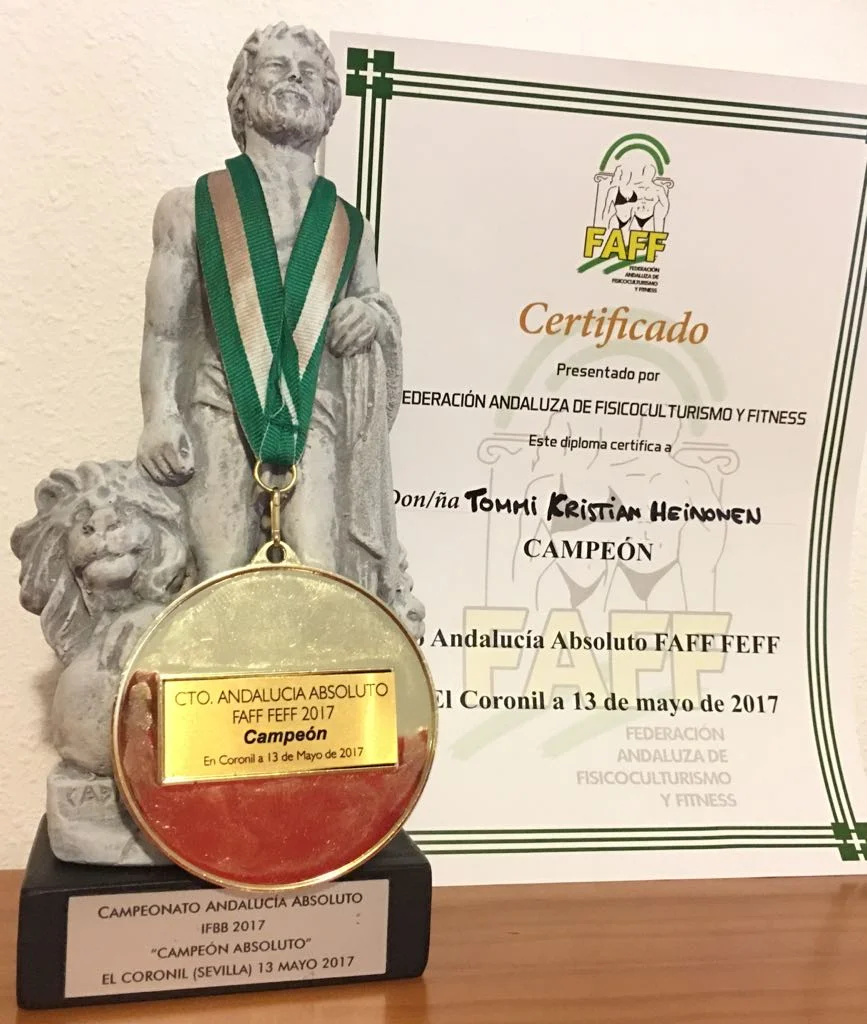 FAFF
FEDERACIÓN
ANDALUZA DE
FISICOCULTURISMO
Y FITNESS
Certificado
Presentado por
EDERACIÓN ANDALUZA DE FISICOCULTURISMO Y FITNESS
Este diploma certifica a
Don/ña TOMMI KRISTIAN HEINONEN
CAMPEÓN
o Andalucía Absoluto FAFF FEFF
El Coronil a 13 de mayo de 2017
FAFF
FEDERACIÓN
ANDALUZA DE
FISICOCULTURISMO
Y FITNESS
CTO. ANDALUCIA ABSOLUTO
FAFF FEFF 2017
Campeón
En Coronil a 13 de Mayo de 2017
CAMPEONATO ANDALUCÍA ABSOLUTO
IFBB 2017
"CAMPEÓN ABSOLUTO"
EL CORONIL (SEVILLA) 13 MAYO 2017